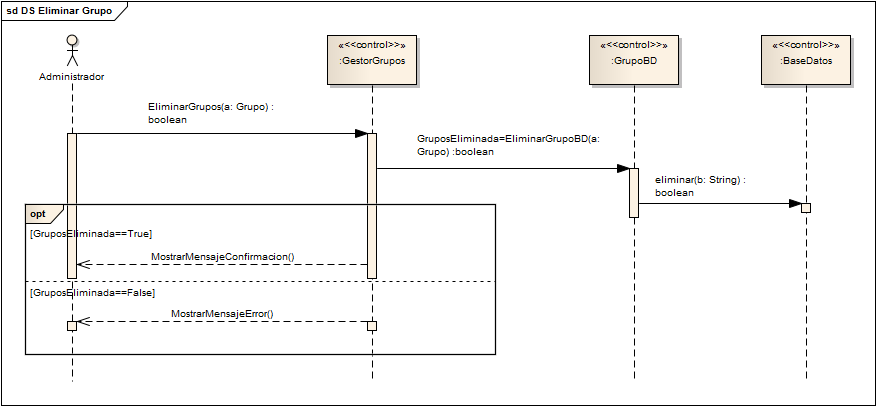 sd DS Eliminar Grupo
Administrador
«<<control>>»
:GestorGrupos
«<<control>>»
:GrupoBD
«<<control>>»
:BaseDatos
EliminarGrupos(a: Grupo) :
boolean
GruposEliminada=EliminarGrupoBD(a:
Grupo) :boolean
eliminar(b: String) :
boolean
opt
[GruposEliminada==True]
MostrarMensajeConfirmacion()
[GruposEliminada==False]
MostrarMensajeError()